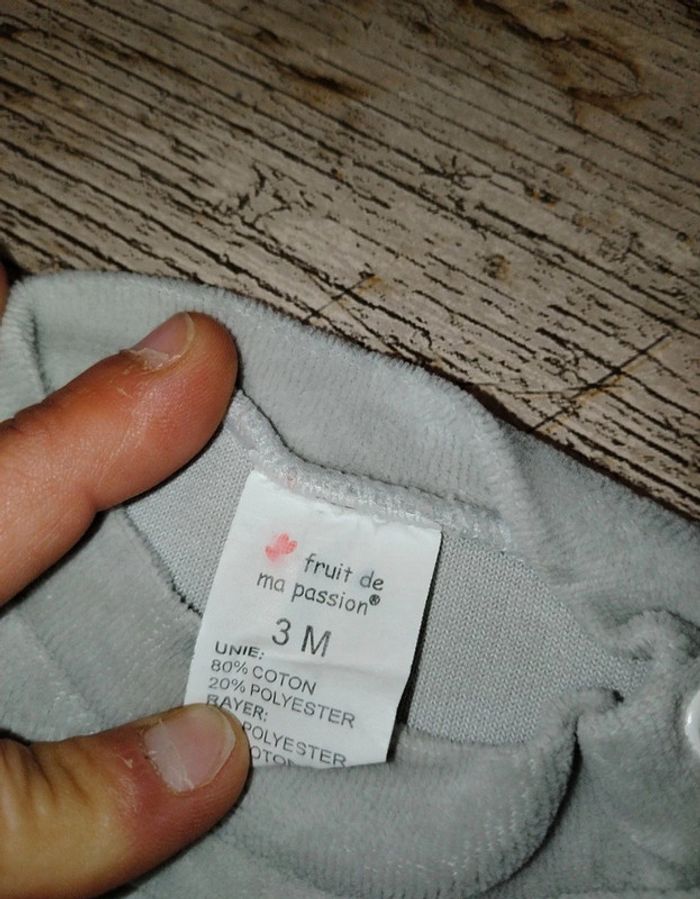 fruit de
ma passion®
3 M
UNIE:
80% COTON
20% POLYESTER
RAYER:
POLYESTER